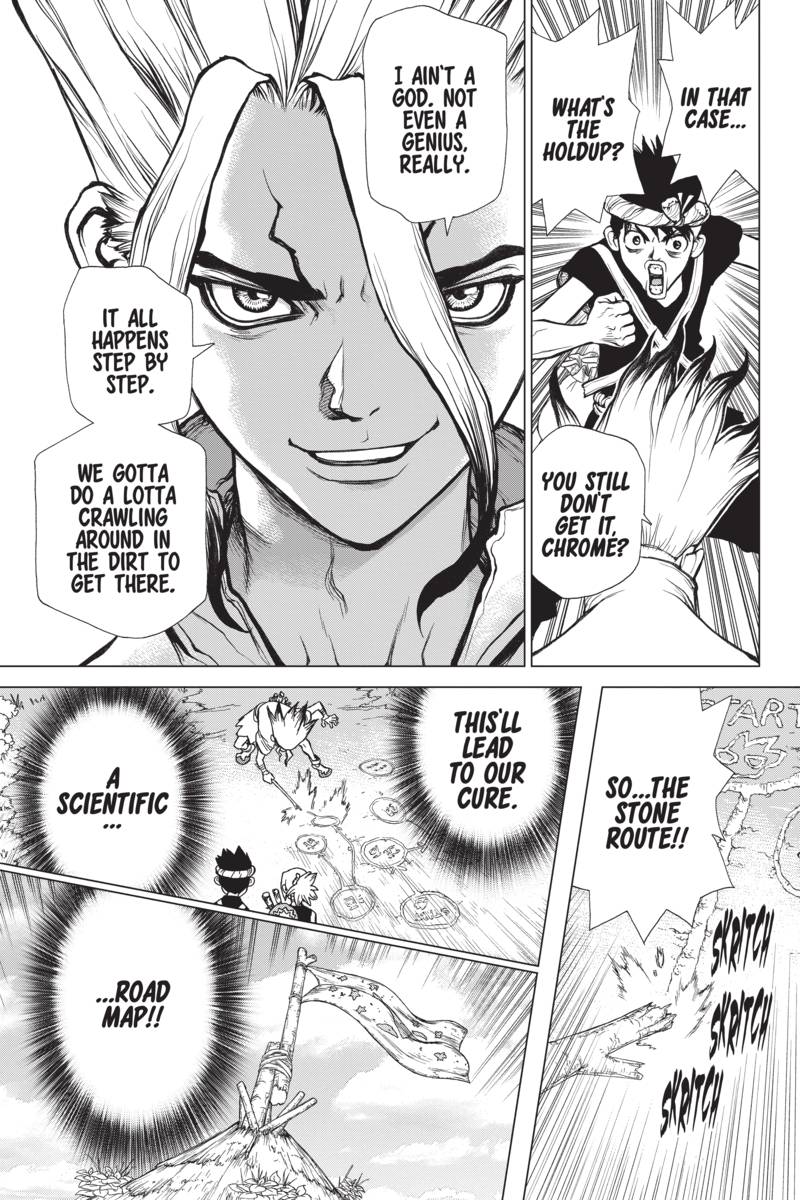 IN THAT
CASE...
WHAT'S
THE
HOLDUP?
YOU STILL
DON'T
GET IT,
CHROME?
I AIN'T A
GOD. NOT
EVEN A
GENIUS,
REALLY.
IT ALL
HAPPENS
STEP BY
STEP.
WE GOTTA
DO A LOTTA
CRAWLING
AROUND IN
THE DIRT TO
GET THERE.
START
SO...THE
STONE
ROUTE!!
SKRITCH
SKRITCH
SKRITCH
THIS'LL
LEAD
TO OUR
CURE.
A
SCIENTIFIC
...
...ROAD
MAP!!